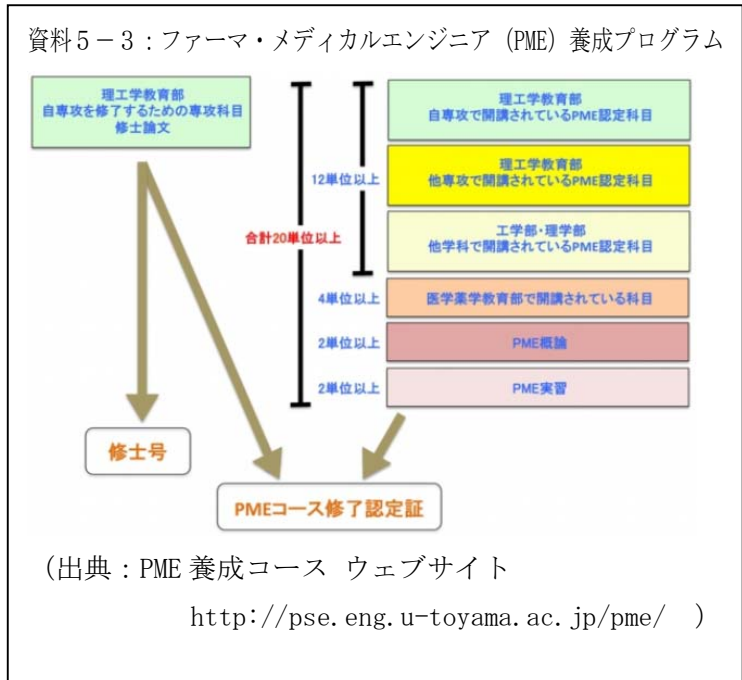 資料5-3:ファーマ・メディカルエンジニア (PME) 養成プログラム
理工学教育部
自専攻を修了するための専攻科目
修士論文
理工学教育部
自専攻で開講されているPME認定科目
12単位以上
理工学教育部
他専攻で開講されているPME認定科目
合計20単位以上
工学部・理学部
他学科で開講されているPME認定科目
4単位以上
医学薬学教育部で開講されている科目
2単位以上
PME概論
2単位以上
PME実習
修士号
PMEコース修了認定証
(出典:PME 養成コース ウェブサイト
http://pse.eng.u-toyama.ac.jp/pme/ )